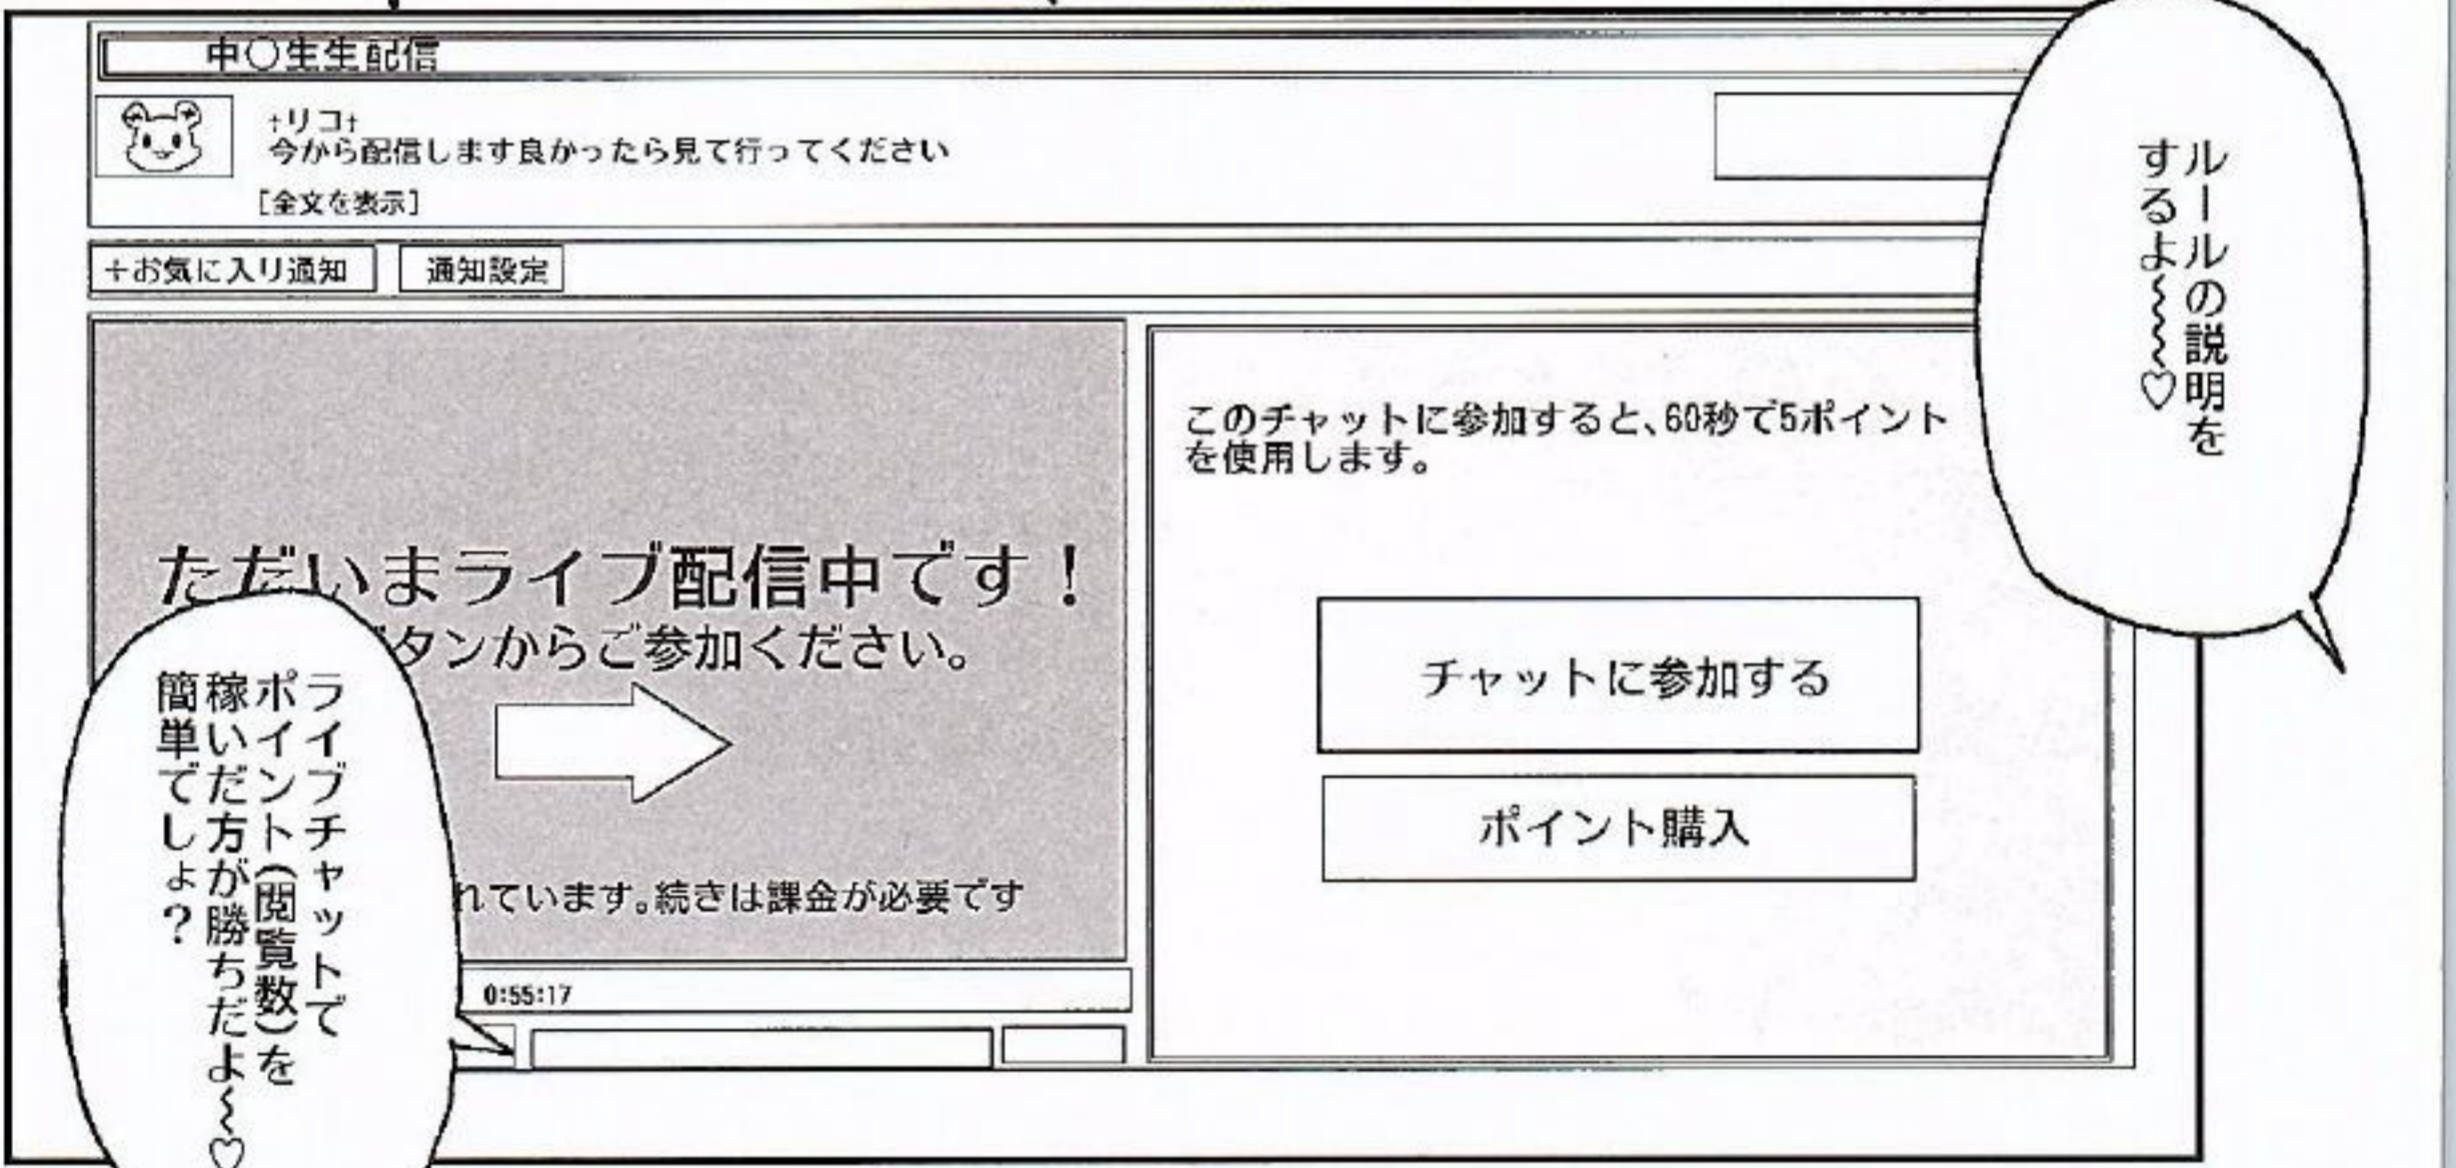 ルールの説明を
するよ～～～♡
中〇生生配信
+リコ+
今から配信します良かったら見て行ってください
[全文を表示]
+お気に入り通知
通知設定
ただいまライブ配信中です！
タンからご参加ください。
れています。続きは課金が必要です
0:55:17
このチャットに参加すると、60秒で5ポイント
を使用します。
チャットに参加する
ポイント購入
ライブチャットで
ポイント(閲覧数)を
稼いだ方が勝ちだよ～～♡
簡単でしょ？